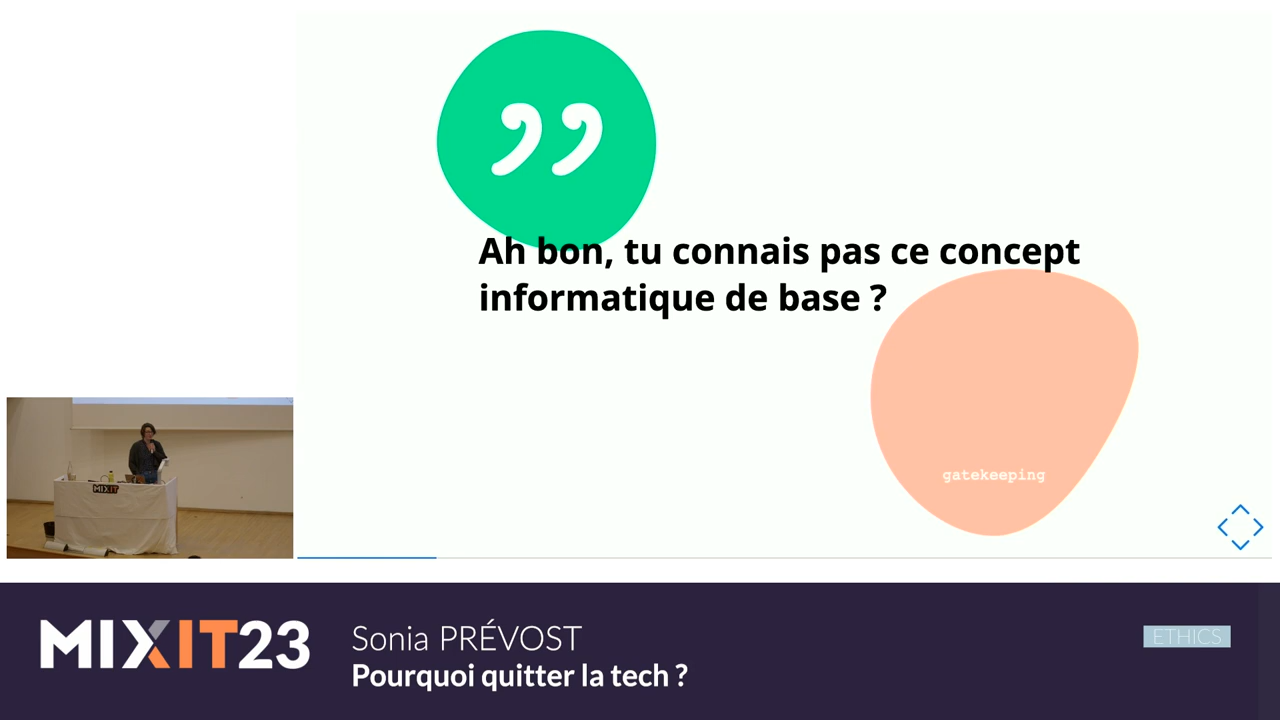 Ah bon, tu connais pas ce concept
informatique de base ?
gatekeeping
MIXIT
MIXIT23
Sonia PRÉVOST
Pourquoi quitter la tech ?
ETHICS